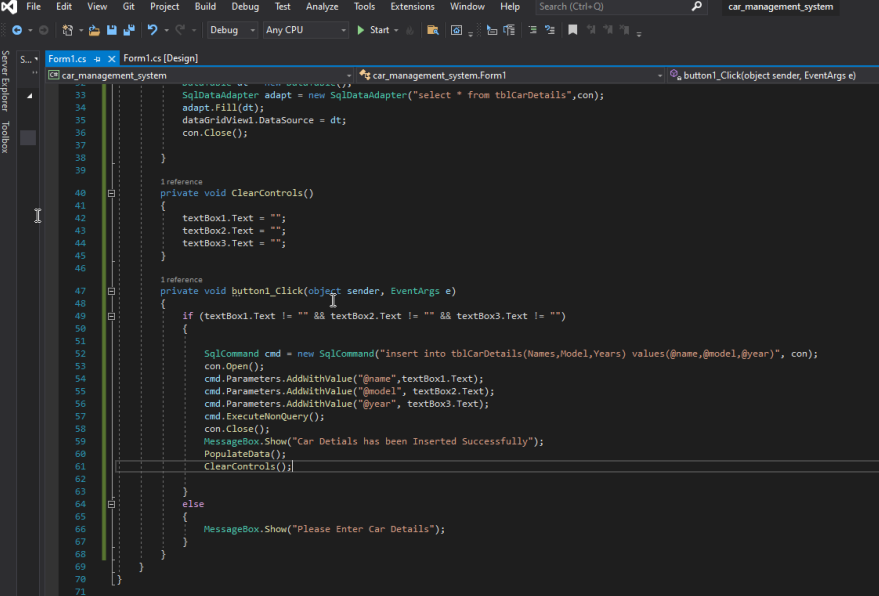 File Edit View Git Project Build Debug Test Analyze Tools Extensions Window Help Search (Ctrl+Q) car_management_system
Debug Any CPU Start
Server Explorer
Toolbox
S...
Form1.cs Form1.cs [Design]
C# car_management_system car_management_system.Form1 button1_Click(object sender, EventArgs e)
32 DataTable dt = new DataTable();
33 SqlDataAdapter adapt = new SqlDataAdapter("select * from tblCarDetails",con);
34 adapt.Fill(dt);
35 dataGridView1.DataSource = dt;
36 con.Close();
37
38 }
39
1 reference
40 private void ClearControls()
41 {
42 textBox1.Text = "";
43 textBox2.Text = "";
44 textBox3.Text = "";
45 }
46
1 reference
47 private void button1_Click(object sender, EventArgs e)
48 {
49 if (textBox1.Text != "" && textBox2.Text != "" && textBox3.Text != "")
50 {
51
52 SqlCommand cmd = new SqlCommand("insert into tblCarDetails(Names,Model,Years) values(@name,@model,@year)", con);
53 con.Open();
54 cmd.Parameters.AddWithValue("@name",textBox1.Text);
55 cmd.Parameters.AddWithValue("@model", textBox2.Text);
56 cmd.Parameters.AddWithValue("@year", textBox3.Text);
57 cmd.ExecuteNonQuery();
58 con.Close();
59 MessageBox.Show("Car Detials has been Inserted Successfully");
60 PopulateData();
61 ClearControls();
62
63 }
64 else
65 {
66 MessageBox.Show("Please Enter Car Details");
67 }
68 }
69 }
70 }
71